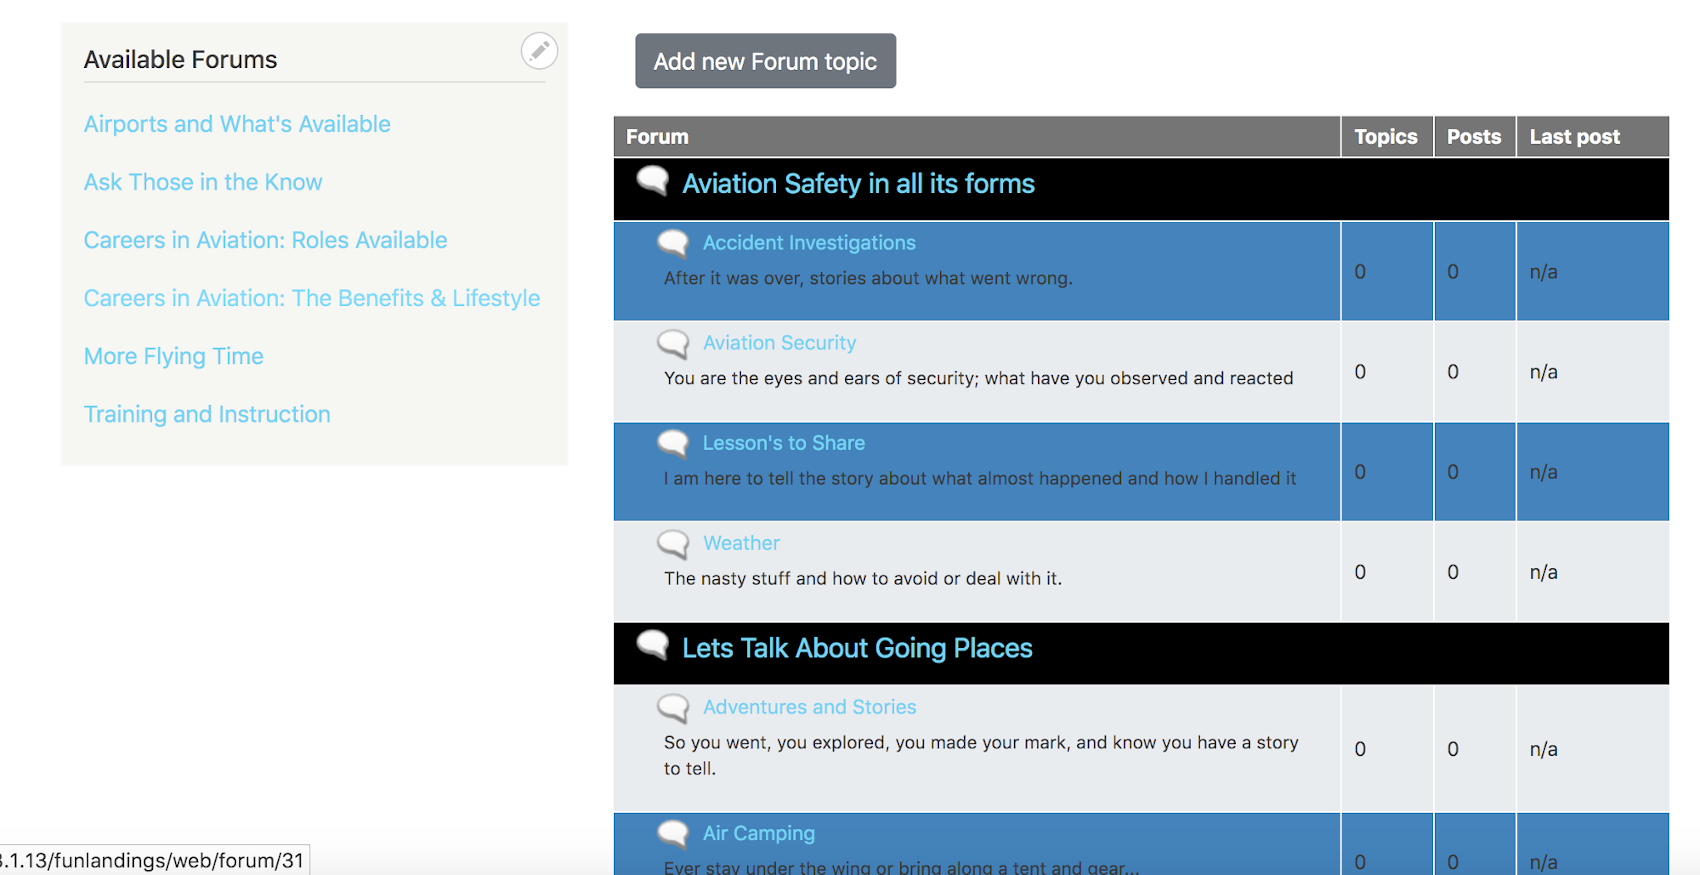 Available Forums
Airports and What's Available
Ask Those in the Know
Careers in Aviation: Roles Available
Careers in Aviation: The Benefits & Lifestyle
More Flying Time
Training and Instruction
Add new Forum topic
Forum Topics Posts Last post
Aviation Safety in all its forms
Accident Investigations
After it was over, stories about what went wrong.
0 0 n/a
Aviation Security
You are the eyes and ears of security; what have you observed and reacted
0 0 n/a
Lesson's to Share
I am here to tell the story about what almost happened and how I handled it
0 0 n/a
Weather
The nasty stuff and how to avoid or deal with it.
0 0 n/a
Lets Talk About Going Places
Adventures and Stories
So you went, you explored, you made your mark, and know you have a story
to tell.
0 0 n/a
Air Camping
Ever stay under the wing or bring along a tent and gear...
0 0 n/a
3.1.13/funlandings/web/forum/31